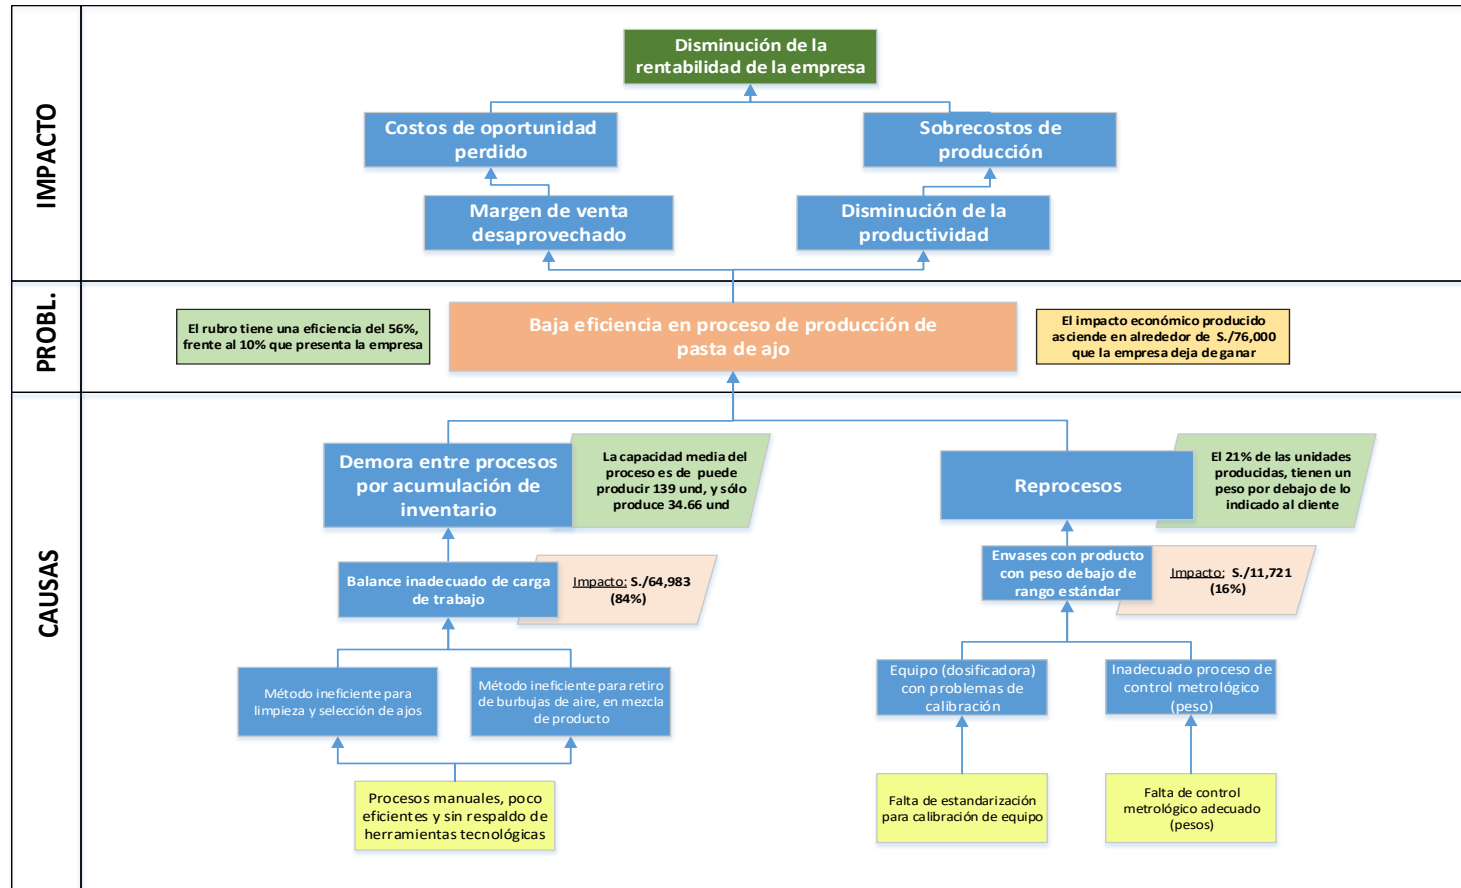 IMPACTO
Disminución de la
rentabilidad de la empresa
Costos de oportunidad
perdido
Sobrecostos de
producción
Margen de venta
desaprovechado
Disminución de la
productividad
PROBL.
El rubro tiene una eficiencia del 56%,
frente al 10% que presenta la empresa
Baja eficiencia en proceso de producción de
pasta de ajo
El impacto económico producido
asciende en alrededor de S./76,000
que la empresa deja de ganar
CAUSAS
Demora entre procesos
por acumulación de
inventario
La capacidad media del
proceso es de puede
producir 139 und, y sólo
produce 34.66 und
Reprocesos
El 21% de las unidades
producidas, tienen un
peso por debajo de lo
indicado al cliente
Balance inadecuado de carga
de trabajo
Impacto: S./64,983
(84%)
Envases con producto
con peso debajo de
rango estándar
Impacto: S./11,721
(16%)
Método ineficiente para
limpieza y selección de ajos
Método ineficiente para retiro
de burbujas de aire, en mezcla
de producto
Equipo (dosificadora)
con problemas de
calibración
Inadecuado proceso de
control metrológico
(peso)
Procesos manuales, poco
eficientes y sin respaldo de
herramientas tecnológicas
Falta de estandarización
para calibración de equipo
Falta de control
metrológico adecuado
(pesos)